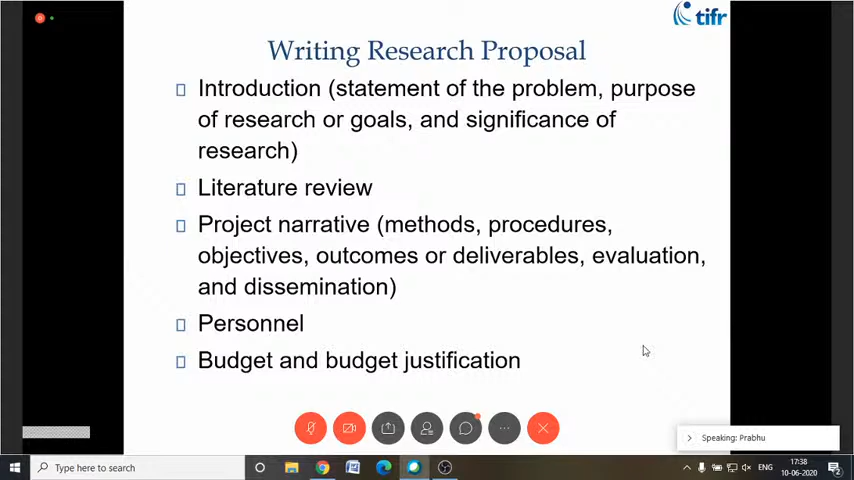 tifr
Writing Research Proposal
Introduction (statement of the problem, purpose
of research or goals, and significance of
research)
Literature review
Project narrative (methods, procedures,
objectives, outcomes or deliverables, evaluation,
and dissemination)
Personnel
Budget and budget justification
Speaking: Prabhu
Type here to search
ENG
17:38
10-06-2020
2